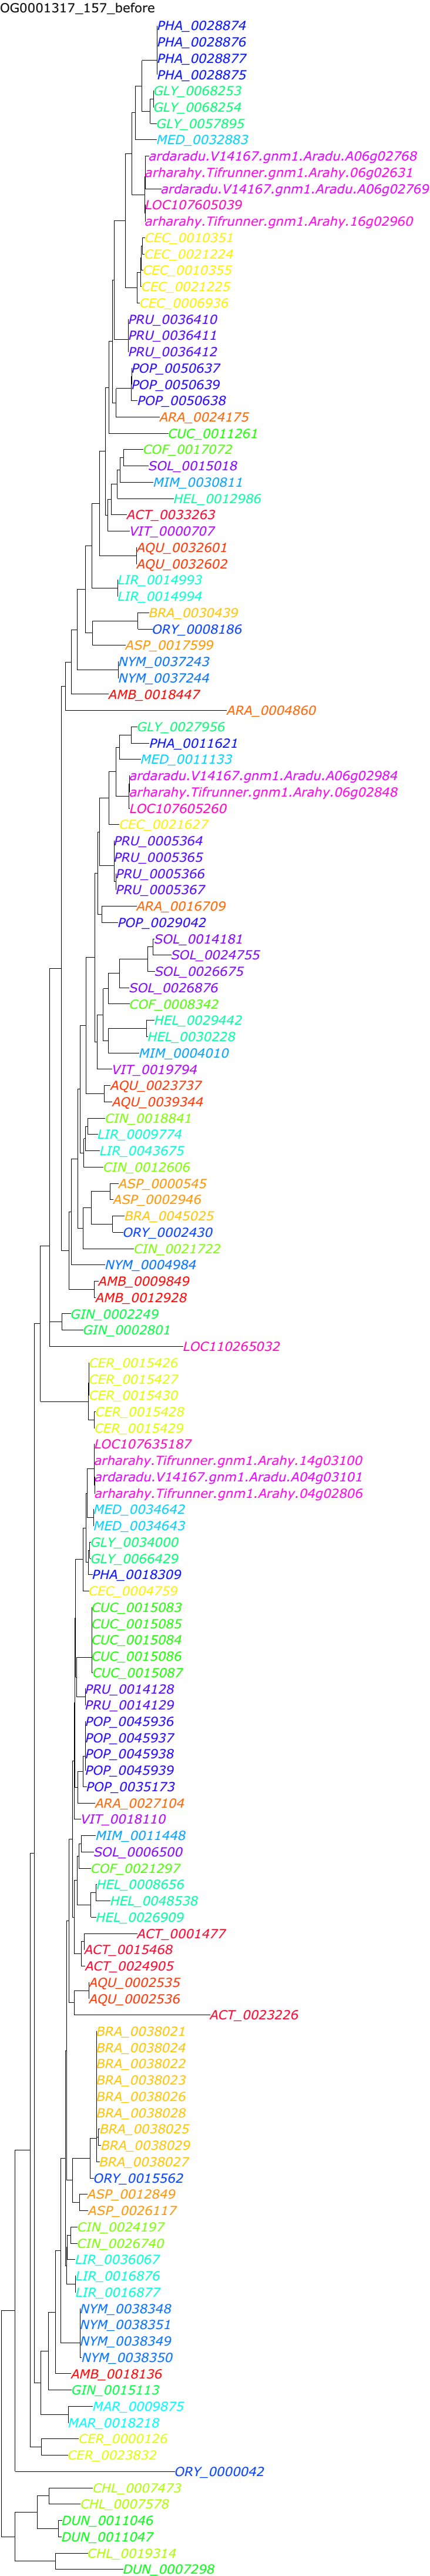 OG0001317_157_before
PHA_0028874
PHA_0028876
PHA_0028877
PHA_0028875
GLY_0068253
GLY_0068254
GLY_0057895
MED_0032883
ardaradu.V14167.gnm1.Aradu.A06g02768
arharahy.Tifrunner.gnm1.Arahy.06g02631
ardaradu.V14167.gnm1.Aradu.A06g02769
LOC107605039
arharahy.Tifrunner.gnm1.Arahy.16g02960
CEC_0010351
CEC_0021224
CEC_0010355
CEC_0021225
CEC_0006936
PRU_0036410
PRU_0036411
PRU_0036412
POP_0050637
POP_0050639
POP_0050638
ARA_0024175
CUC_0011261
COF_0017072
SOL_0015018
MIM_0030811
HEL_0012986
ACT_0033263
VIT_0000707
AQU_0032601
AQU_0032602
LIR_0014993
LIR_0014994
BRA_0030439
ORY_0008186
ASP_0017599
NYM_0037243
NYM_0037244
AMB_0018447
ARA_0004860
GLY_0027956
PHA_0011621
MED_0011133
ardaradu.V14167.gnm1.Aradu.A06g02984
arharahy.Tifrunner.gnm1.Arahy.06g02848
LOC107605260
CEC_0021627
PRU_0005364
PRU_0005365
PRU_0005366
PRU_0005367
ARA_0016709
POP_0029042
SOL_0014181
SOL_0024755
SOL_0026675
SOL_0026876
COF_0008342
HEL_0029442
HEL_0030228
MIM_0004010
VIT_0019794
AQU_0023737
AQU_0039344
CIN_0018841
LIR_0009774
LIR_0043675
CIN_0012606
ASP_0000545
ASP_0002946
BRA_0045025
ORY_0002430
CIN_0021722
NYM_0004984
AMB_0009849
AMB_0012928
GIN_0002249
GIN_0002801
LOC110265032
CER_0015426
CER_0015427
CER_0015430
CER_0015428
CER_0015429
LOC107635187
arharahy.Tifrunner.gnm1.Arahy.14g03100
ardaradu.V14167.gnm1.Aradu.A04g03101
arharahy.Tifrunner.gnm1.Arahy.04g02806
MED_0034642
MED_0034643
GLY_0034000
GLY_0066429
PHA_0018309
CEC_0004759
CUC_0015083
CUC_0015085
CUC_0015084
CUC_0015086
CUC_0015087
PRU_0014128
PRU_0014129
POP_0045936
POP_0045937
POP_0045938
POP_0045939
POP_0035173
ARA_0027104
VIT_0018110
MIM_0011448
SOL_0006500
COF_0021297
HEL_0008656
HEL_0048538
HEL_0026909
ACT_0001477
ACT_0015468
ACT_0024905
AQU_0002535
AQU_0002536
ACT_0023226
BRA_0038021
BRA_0038024
BRA_0038022
BRA_0038023
BRA_0038026
BRA_0038028
BRA_0038025
BRA_0038029
BRA_0038027
ORY_0015562
ASP_0012849
ASP_0026117
CIN_0024197
CIN_0026740
LIR_0036067
LIR_0016876
LIR_0016877
NYM_0038348
NYM_0038351
NYM_0038349
NYM_0038350
AMB_0018136
GIN_0015113
MAR_0009875
MAR_0018218
CER_0000126
CER_0023832
ORY_0000042
CHL_0007473
CHL_0007578
DUN_0011046
DUN_0011047
CHL_0019314
DUN_0007298